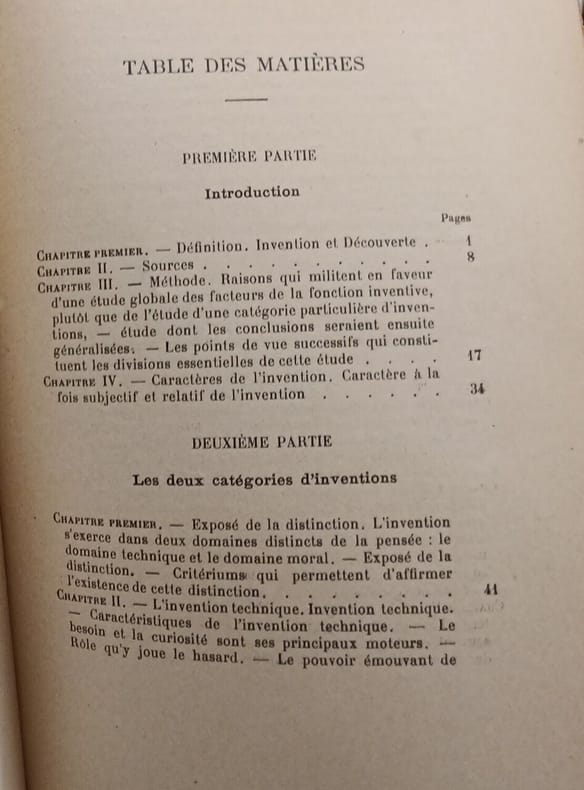 TABLE DES MATIÈRES
PREMIÈRE PARTIE
Introduction
Pages
CHAPITRE PREMIER. — Définition. Invention et Découverte . 1
CHAPITRE II. — Sources . . . . . . . . . . 8
CHAPITRE III. — Méthode. Raisons qui militent en faveur
d'une étude globale des facteurs de la fonction inventive,
plutôt que de l'étude d'une catégorie particulière d'inven-
tions, — étude dont les conclusions seraient ensuite
généralisées. — Les points de vue successifs qui consti-
tuent les divisions essentielles de cette étude . . . . 17
CHAPITRE IV. — Caractères de l'invention. Caractère à la
fois subjectif et relatif de l'invention . . . . . . 34
DEUXIÈME PARTIE
Les deux catégories d'inventions
CHAPITRE PREMIER. — Exposé de la distinction. L'invention
s'exerce dans deux domaines distincts de la pensée : le
domaine technique et le domaine moral. — Exposé de la
distinction. — Critériums qui permettent d'affirmer
l'existence de cette distinction. . . . . . . . . 41
CHAPITRE II. — L'invention technique. Invention technique.
— Caractéristiques de l'invention technique. — Le
besoin et la curiosité sont ses principaux moteurs. —
Rôle qu'y joue le hasard. — Le pouvoir émouvant de